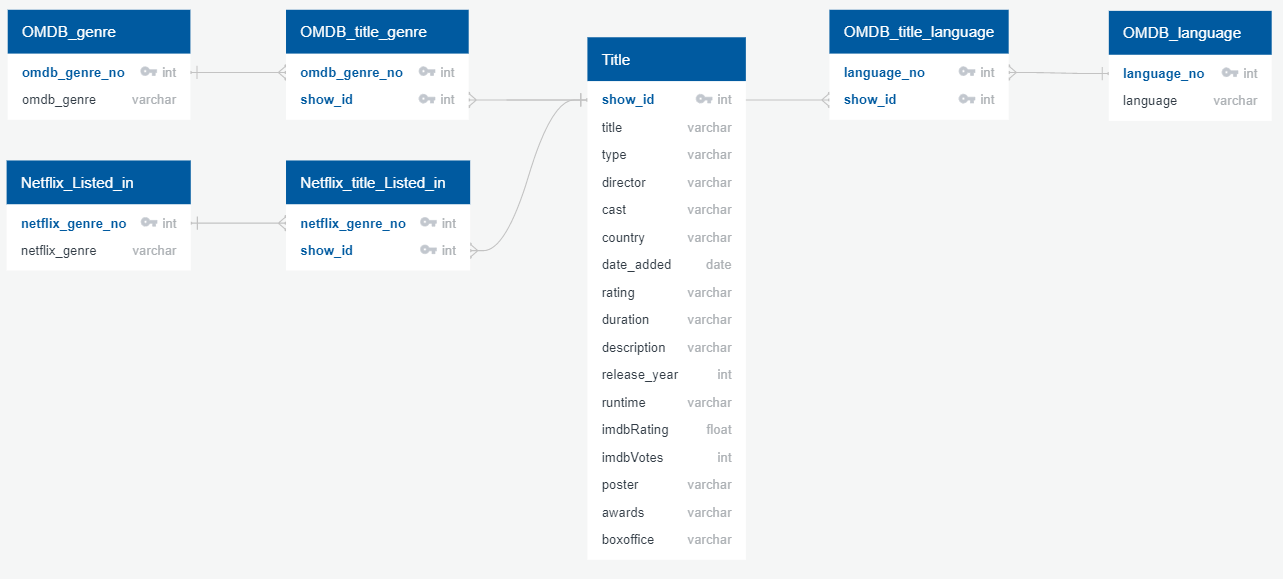 OMDB_genre
omdb_genre_no int
omdb_genre varchar
OMDB_title_genre
omdb_genre_no int
show_id int
Netflix_Listed_in
netflix_genre_no int
netflix_genre varchar
Netflix_title_Listed_in
netflix_genre_no int
show_id int
Title
show_id int
title varchar
type varchar
director varchar
cast varchar
country varchar
date_added date
rating varchar
duration varchar
description varchar
release_year int
runtime varchar
imdbRating float
imdbVotes int
poster varchar
awards varchar
boxoffice varchar
OMDB_title_language
language_no int
show_id int
OMDB_language
language_no int
language varchar